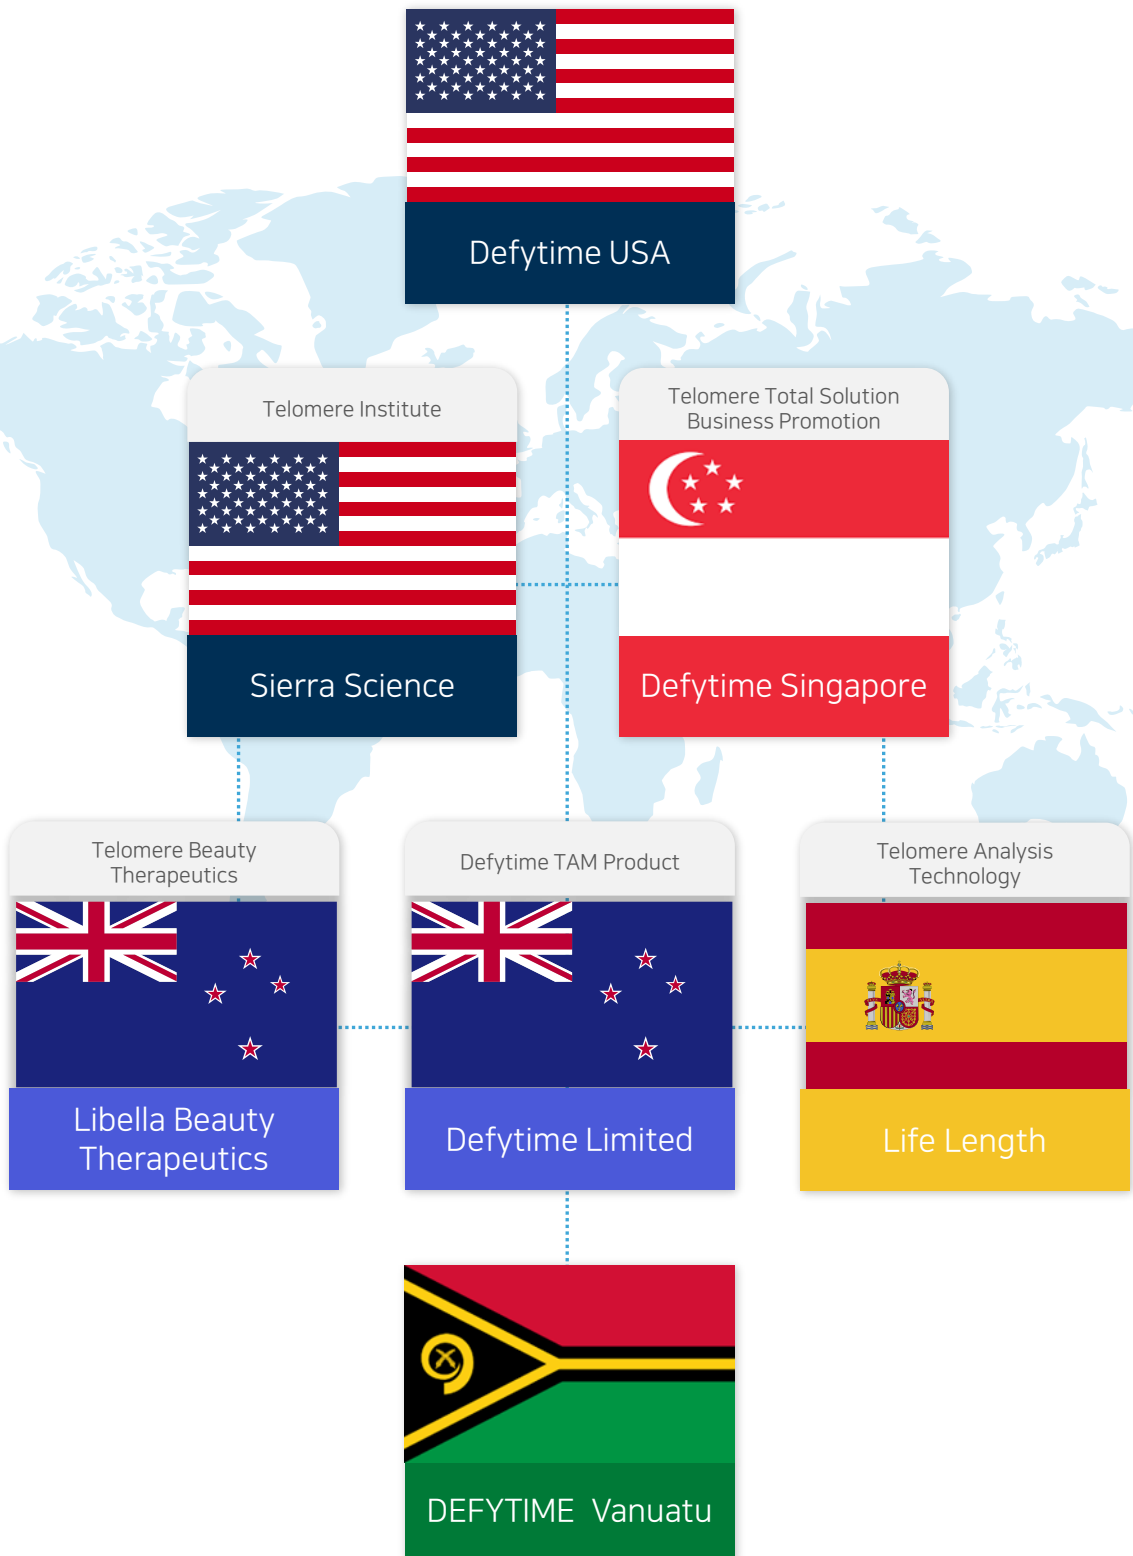 Defytime USA
Telomere Institute
Sierra Science
Telomere Total Solution
Business Promotion
Defytime Singapore
Telomere Beauty
Therapeutics
Libella Beauty
Therapeutics
Defytime TAM Product
Defytime Limited
Telomere Analysis
Technology
Life Length
DEFYTIME Vanuatu